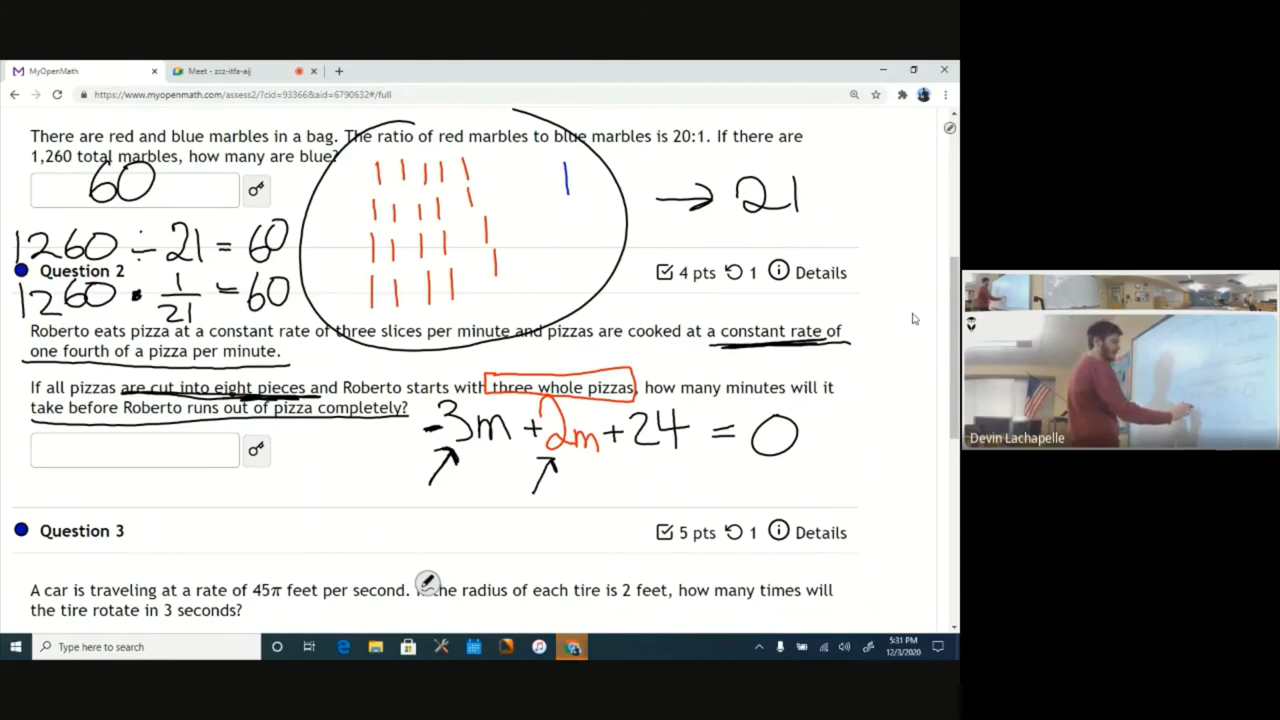 MyOpenMath
Meet - zcz-itfa-aij
https://www.myopenmath.com/assess2/?cid=93366&aid=6790632#/full
There are red and blue marbles in a bag. The ratio of red marbles to blue marbles is 20:1. If there are
1,260 total marbles, how many are blue?
60
→ 21
1260 ÷ 21 = 60
Question 2
4 pts 1 Details
1260 · 1/21 = 60
Roberto eats pizza at a constant rate of three slices per minute and pizzas are cooked at a constant rate of
one fourth of a pizza per minute.
If all pizzas are cut into eight pieces and Roberto starts with three whole pizzas, how many minutes will it
take before Roberto runs out of pizza completely?
-3m + 2m + 24 = 0
Question 3
5 pts 1 Details
A car is traveling at a rate of 45π feet per second. the radius of each tire is 2 feet, how many times will
the tire rotate in 3 seconds?
Devin Lachapelle
Type here to search
5:31 PM
12/3/2020